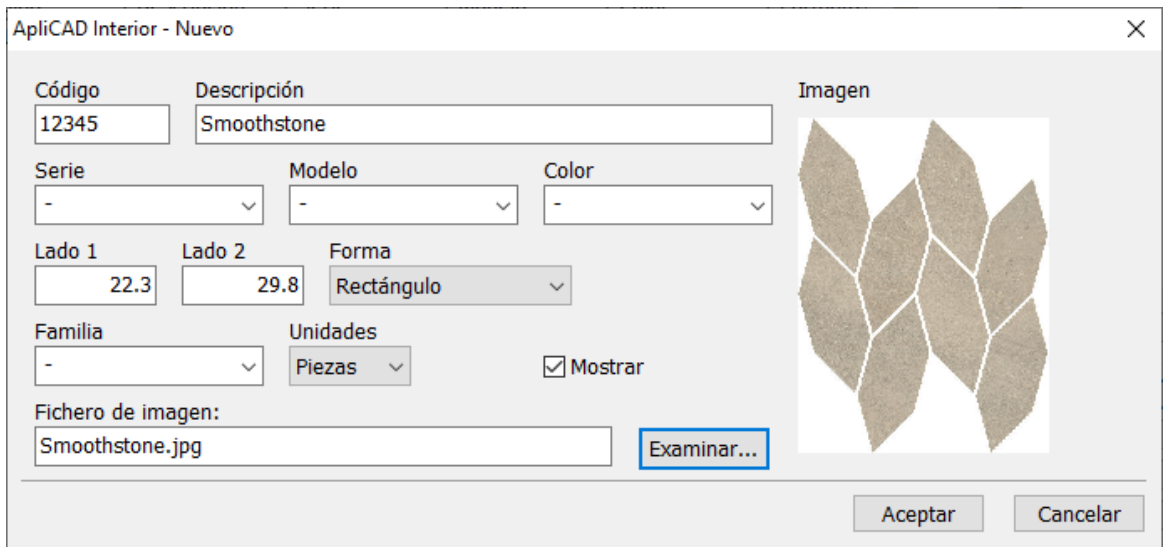 ApliCAD Interior - Nuevo
Código Descripción Imagen
12345 Smoothstone
Serie Modelo Color
- - -
Lado 1 Lado 2 Forma
22.3 29.8 Rectángulo
Familia Unidades
- Piezas Mostrar
Fichero de imagen:
Smoothstone.jpg Examinar...
Aceptar Cancelar